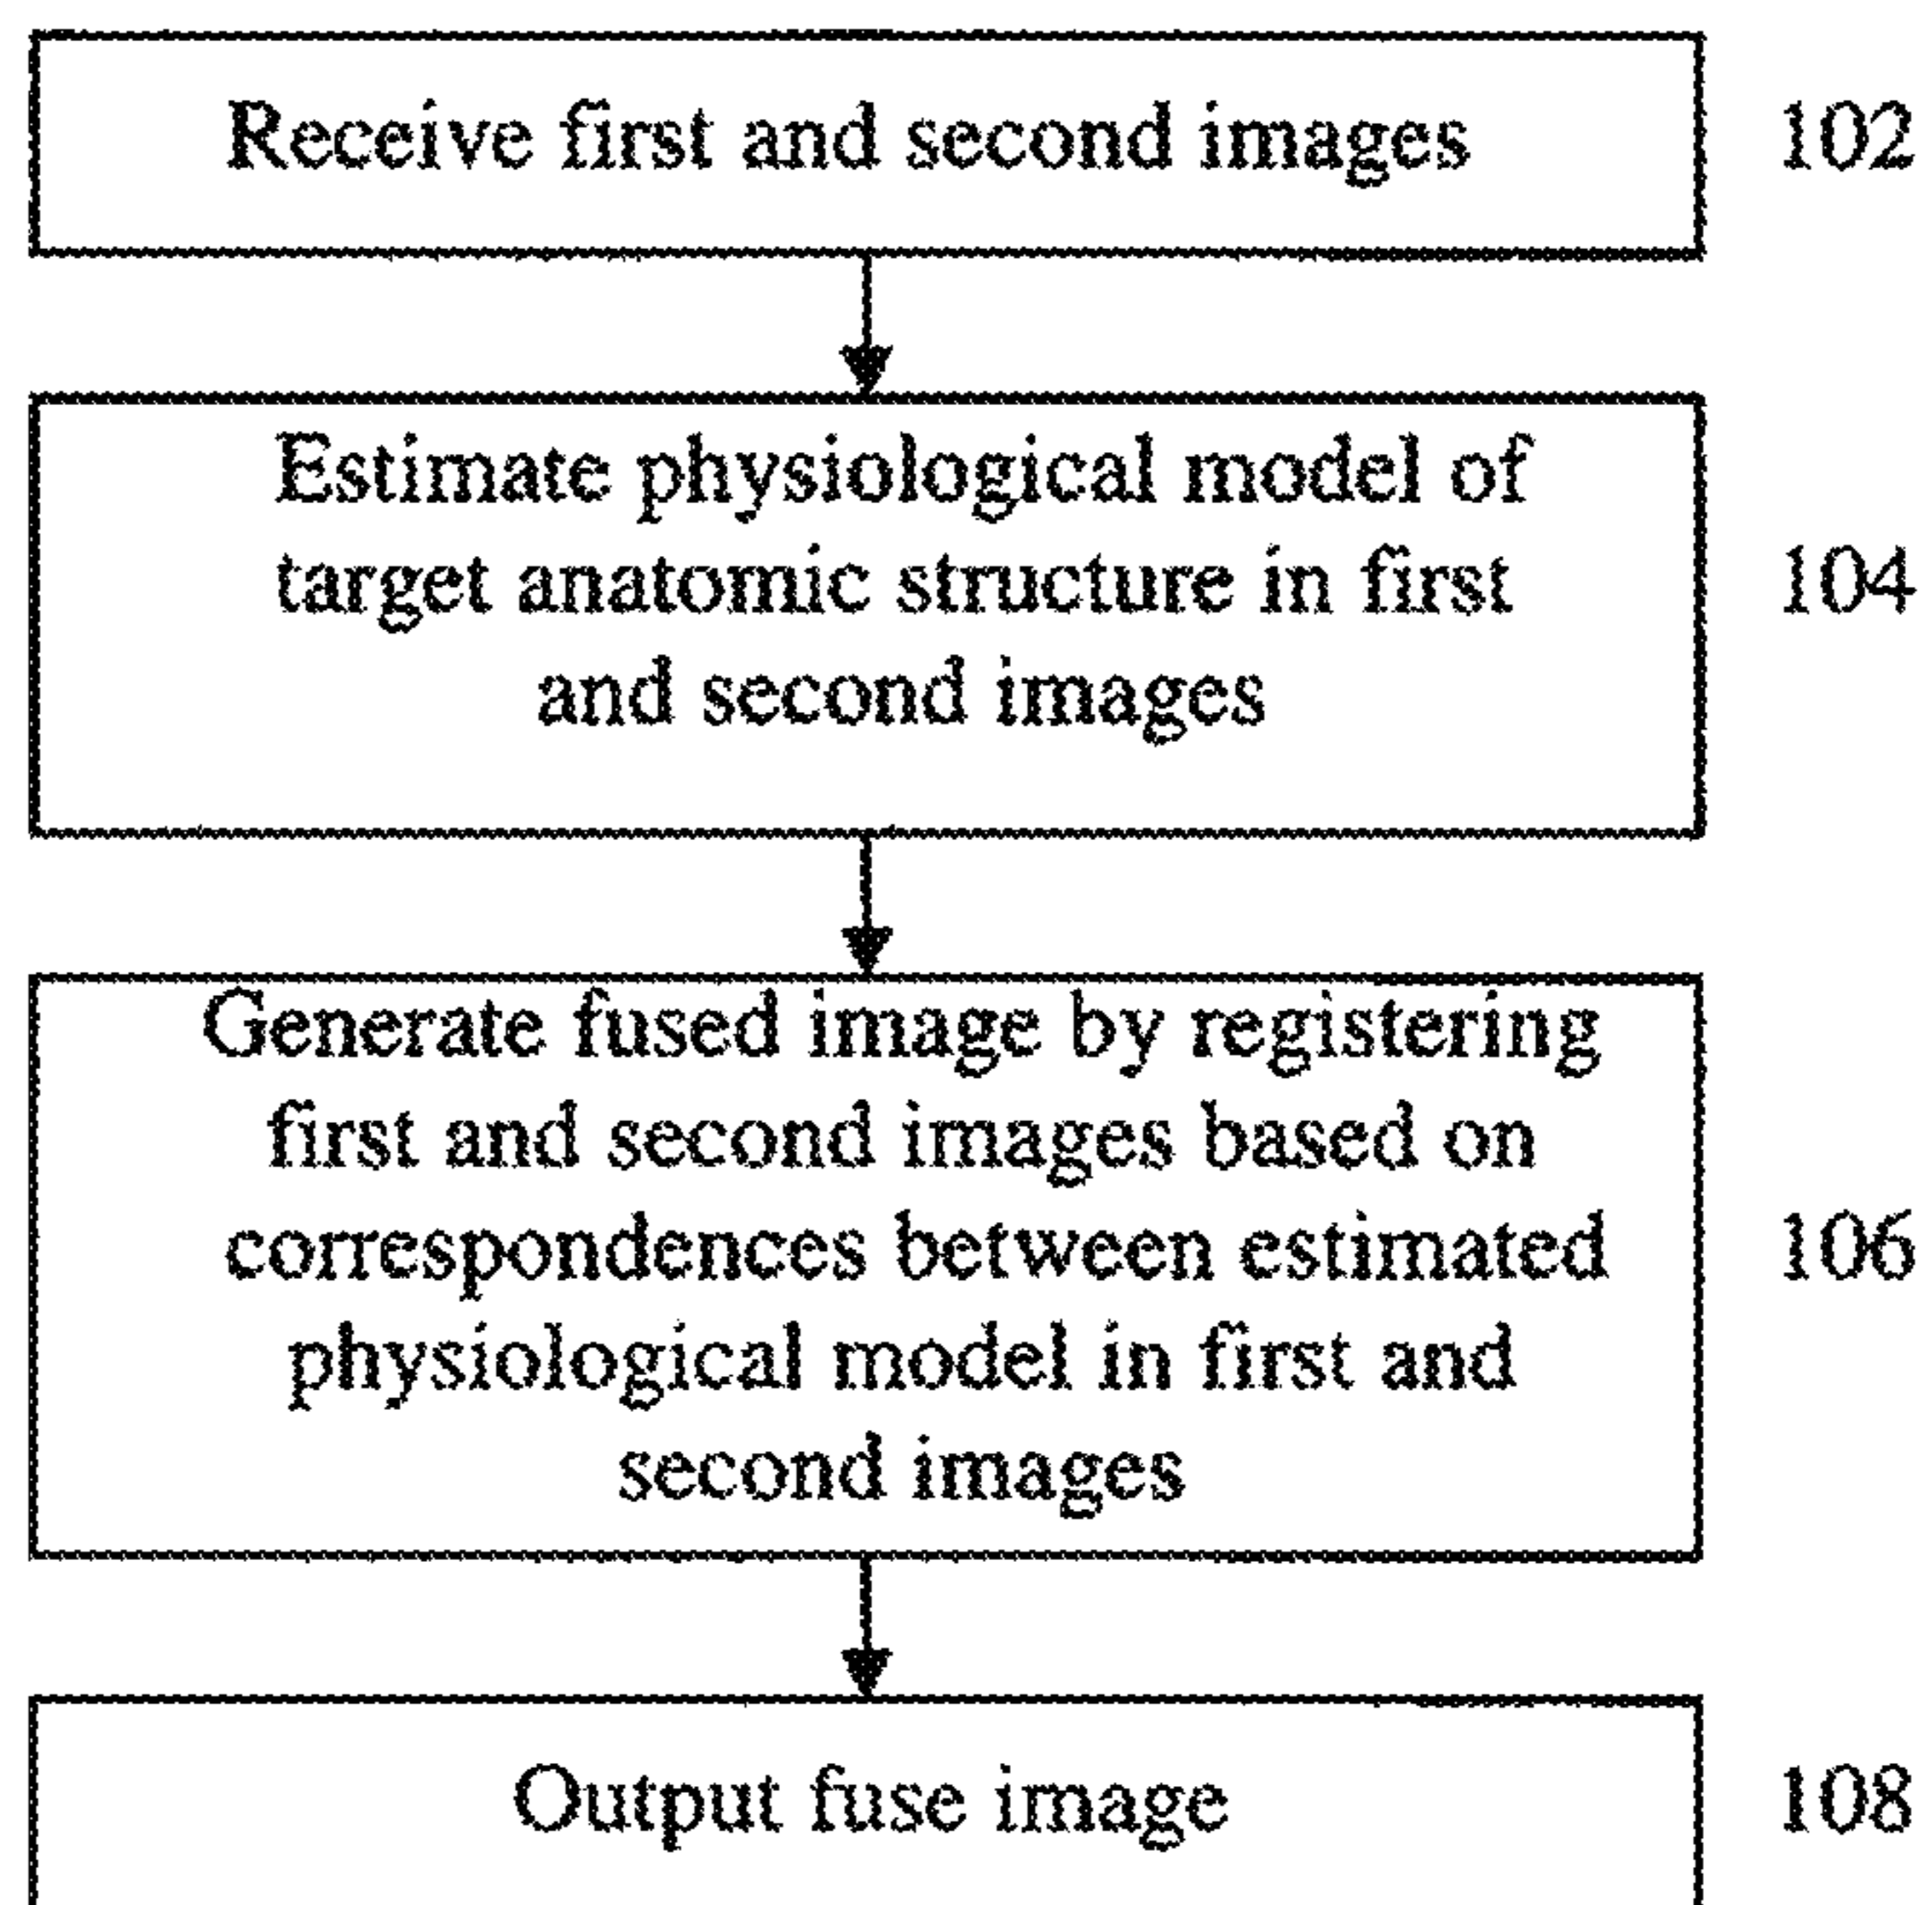 Receive first and second images
102
Estimate physiological model of
target anatomic structure in first
104
and second images
Generate fused image by registering
first and second images based on
correspondences between estimated
106
physiological model in first and
second images
Output fuse image
108